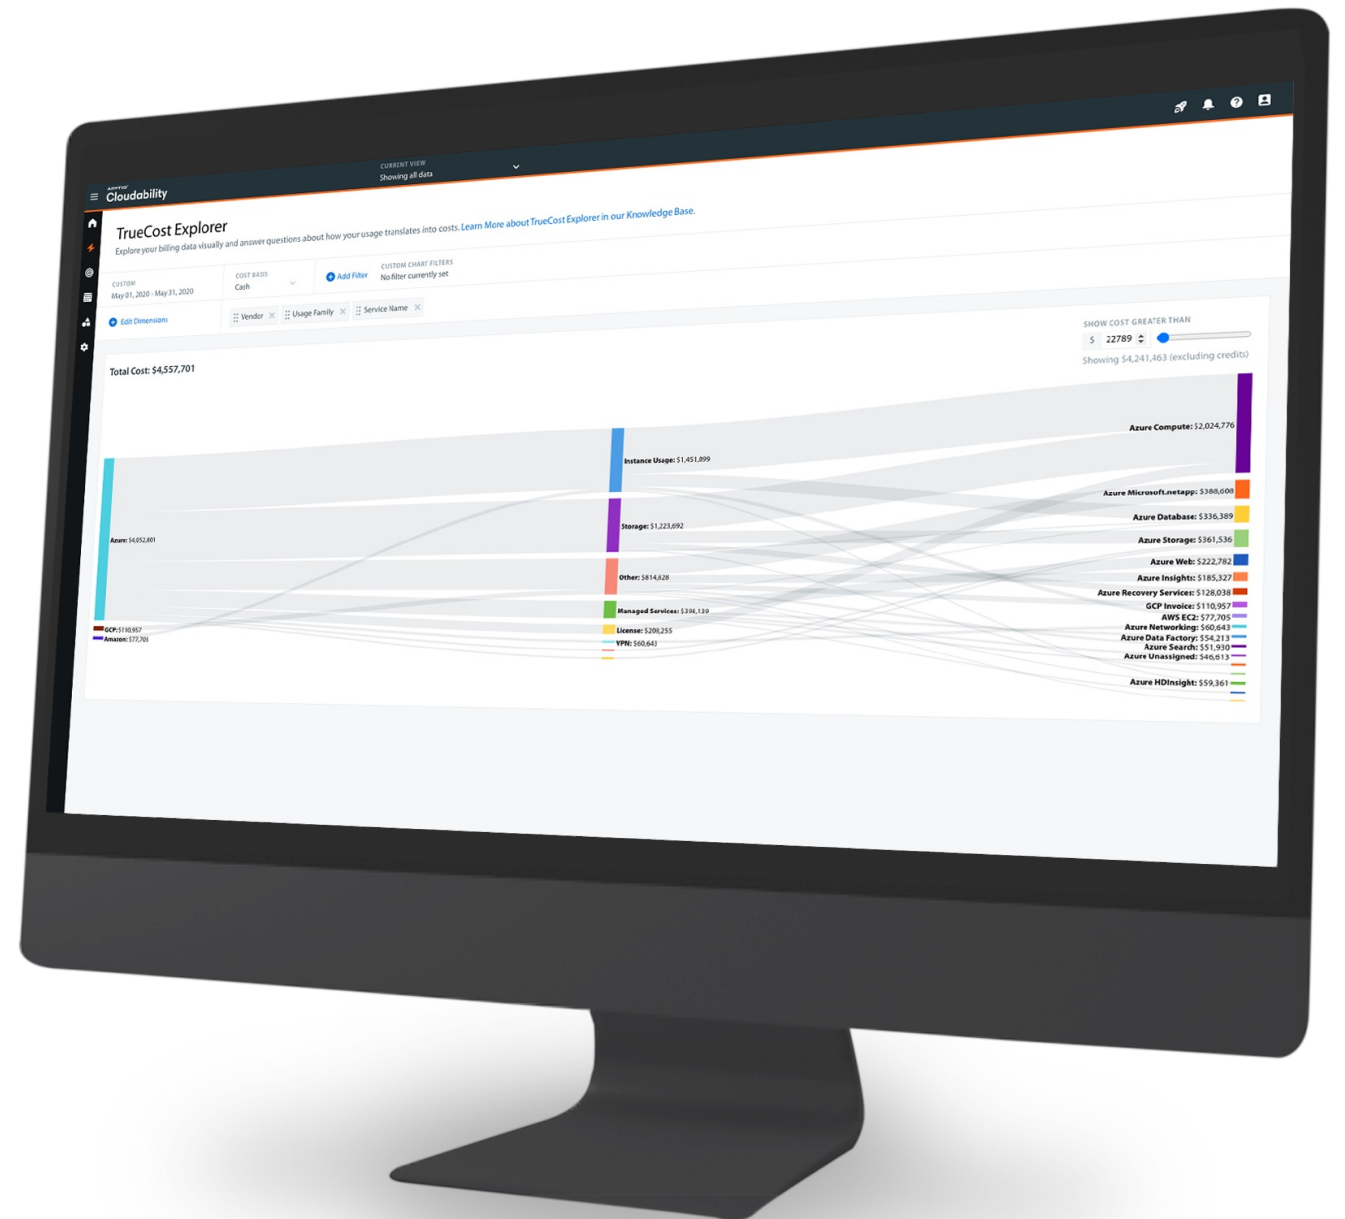 APPTIO
Cloudability
CURRENT VIEW
Showing all data
TrueCost Explorer
Explore your billing data visually and answer questions about how your usage translates into costs. Learn More about TrueCost Explorer in our Knowledge Base.
CUSTOM
May 01, 2020 - May 31, 2020
COST BASIS
Cash
Add Filter
CUSTOM CHART FILTERS
No filter currently set
Edit Dimensions
Vendor
Usage Family
Service Name
SHOW COST GREATER THAN
$ 22789
Showing $4,241,463 (excluding credits)
Total Cost: $4,557,701
Azure: $4,052,801
GCP: $110,957
Amazon: $77,705
Instance Usage: $1,451,099
Storage: $1,223,692
Other: $814,828
Managed Services: $394,139
License: $208,255
VPN: $60,643
Azure Compute: $2,024,776
Azure Microsoft.netapp: $388,608
Azure Database: $336,389
Azure Storage: $361,536
Azure Web: $222,782
Azure Insights: $185,327
Azure Recovery Services: $128,038
GCP Invoice: $110,957
AWS EC2: $77,705
Azure Networking: $60,643
Azure Data Factory: $54,213
Azure Search: $51,930
Azure Unassigned: $46,613
Azure HDInsight: $59,361